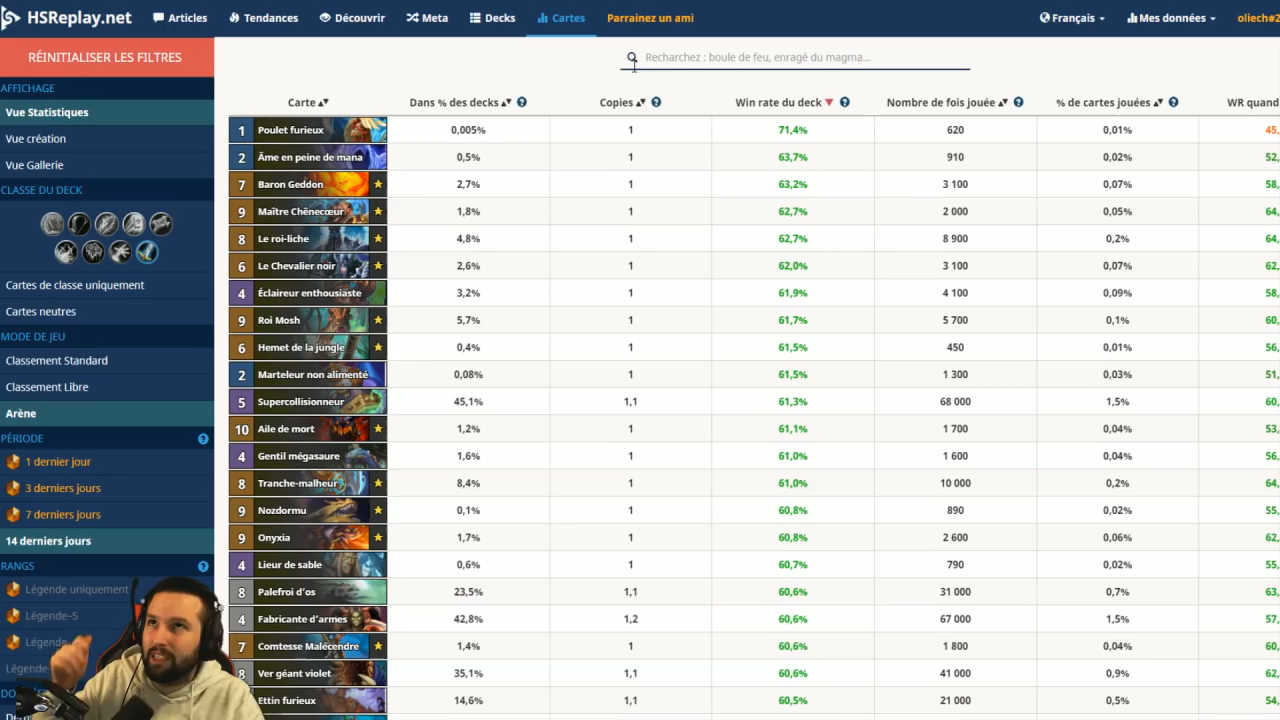 HSReplay.net Articles Tendances Découvrir Meta Decks Cartes Parrainez un ami Français Mes données oliech#2
RÉINITIALISER LES FILTRES
Recharchez : boule de feu, enragé du magma...
AFFICHAGE
Vue Statistiques
Vue création
Vue Gallerie
CLASSE DU DECK
Cartes de classe uniquement
Cartes neutres
MODE DE JEU
Classement Standard
Classement Libre
Arène
PÉRIODE
1 dernier jour
3 derniers jours
7 derniers jours
14 derniers jours
RANGS
Légende uniquement
Légende-5
Légende-
Légende
Carte Dans % des decks Copies Win rate du deck Nombre de fois jouée % de cartes jouées WR quand
1 Poulet furieux 0,005% 1 71,4% 620 0,01% 45,
2 Âme en peine de mana 0,5% 1 63,7% 910 0,02% 52,
7 Baron Geddon 2,7% 1 63,2% 3 100 0,07% 58,
9 Maître Chênecœur 1,8% 1 62,7% 2 000 0,05% 64,
8 Le roi-liche 4,8% 1 62,7% 8 900 0,2% 64,
6 Le Chevalier noir 2,6% 1 62,0% 3 100 0,07% 62,
4 Éclaireur enthousiaste 3,2% 1 61,9% 4 100 0,09% 58,
9 Roi Mosh 5,7% 1 61,7% 5 700 0,1% 60,
6 Hemet de la jungle 0,4% 1 61,5% 450 0,01% 56,
2 Marteleur non alimenté 0,08% 1 61,5% 1 300 0,03% 51,
5 Supercollisionneur 45,1% 1,1 61,3% 68 000 1,5% 60,
10 Aile de mort 1,2% 1 61,1% 1 700 0,04% 53,
4 Gentil mégasaure 1,6% 1 61,0% 1 600 0,04% 56,
8 Tranche-malheur 8,4% 1 61,0% 10 000 0,2% 64,
9 Nozdormu 0,1% 1 60,8% 890 0,02% 55,
9 Onyxia 1,7% 1 60,8% 2 600 0,06% 62,
4 Lieur de sable 0,6% 1 60,7% 790 0,02% 55,
8 Palefroi d'os 23,5% 1,1 60,6% 31 000 0,7% 63,
4 Fabricante d'armes 42,8% 1,2 60,6% 67 000 1,5% 57,
7 Comtesse Malecendre 1,4% 1 60,6% 1 800 0,04% 60,
8 Ver géant violet 35,1% 1,1 60,6% 41 000 0,9% 62,
Ettin furieux 14,6% 1,1 60,5% 21 000 0,5% 54,